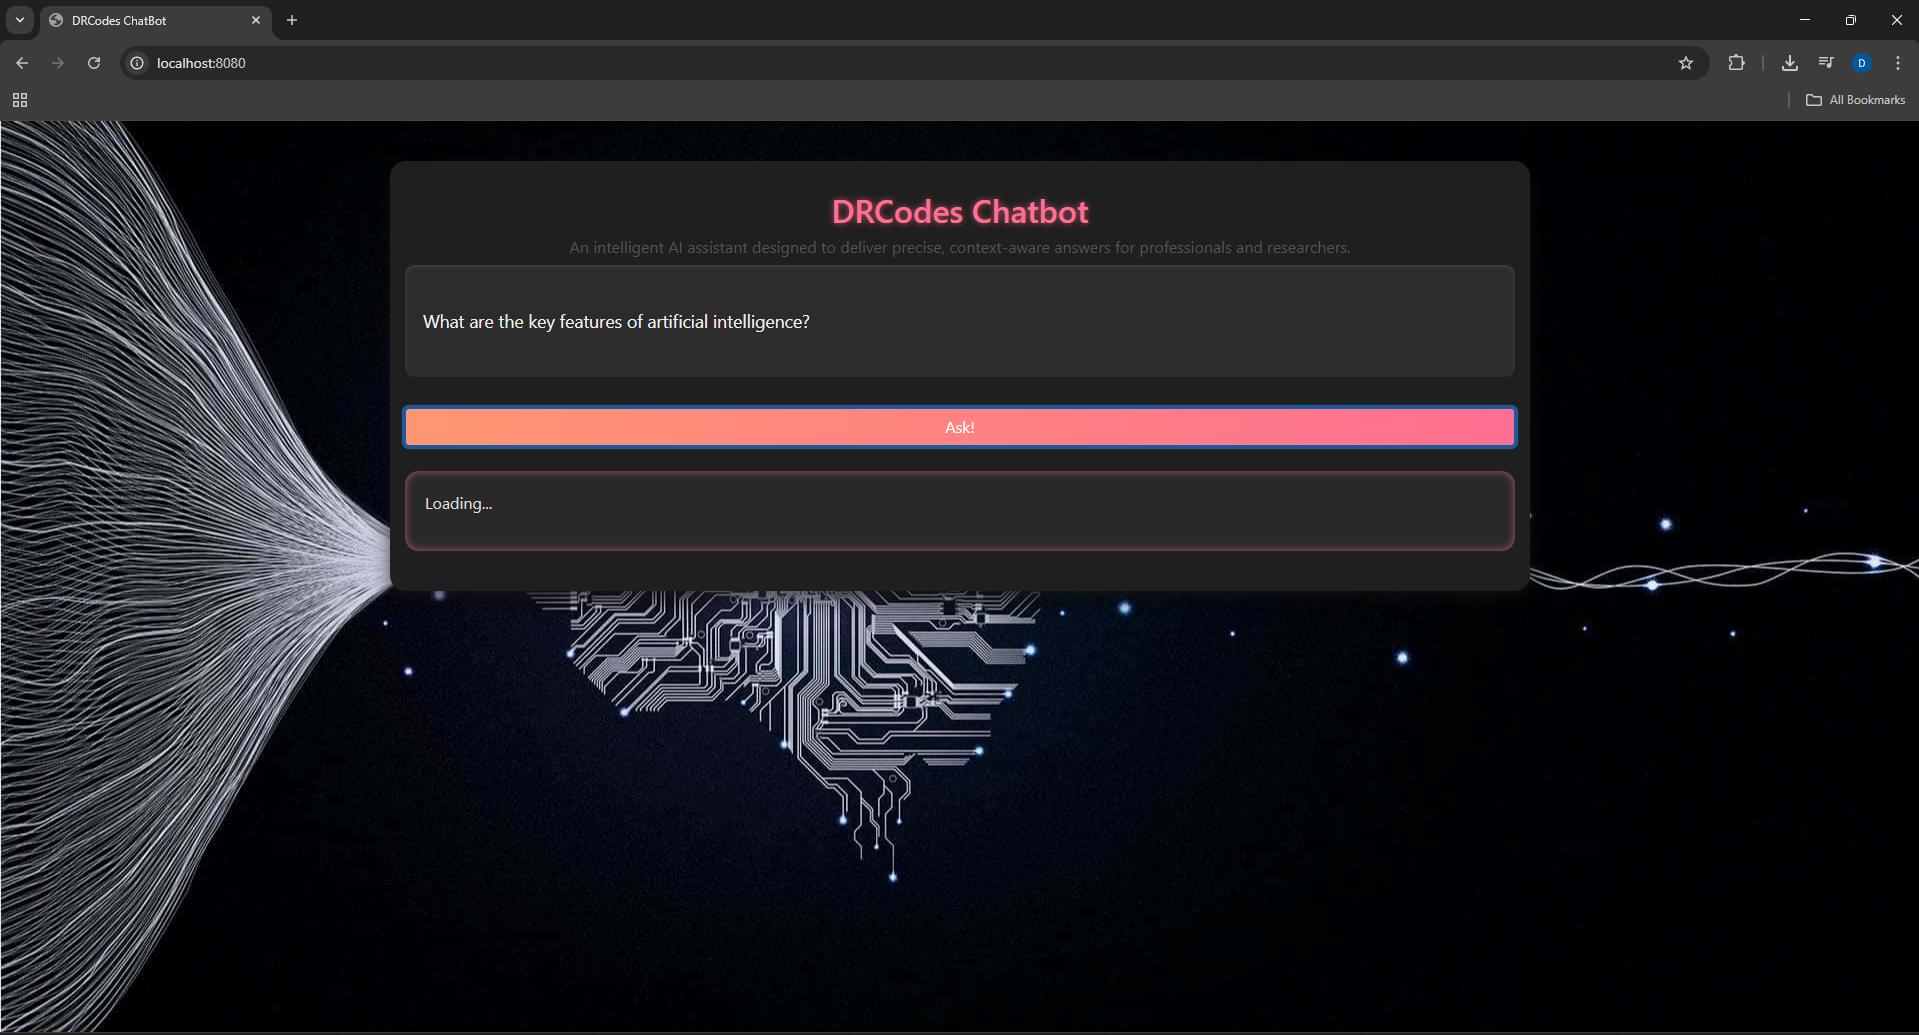 DRCodes ChatBot
localhost:8080
D
All Bookmarks
DRCodes Chatbot
An intelligent AI assistant designed to deliver precise, context-aware answers for professionals and researchers.
What are the key features of artificial intelligence?
Ask!
Loading...